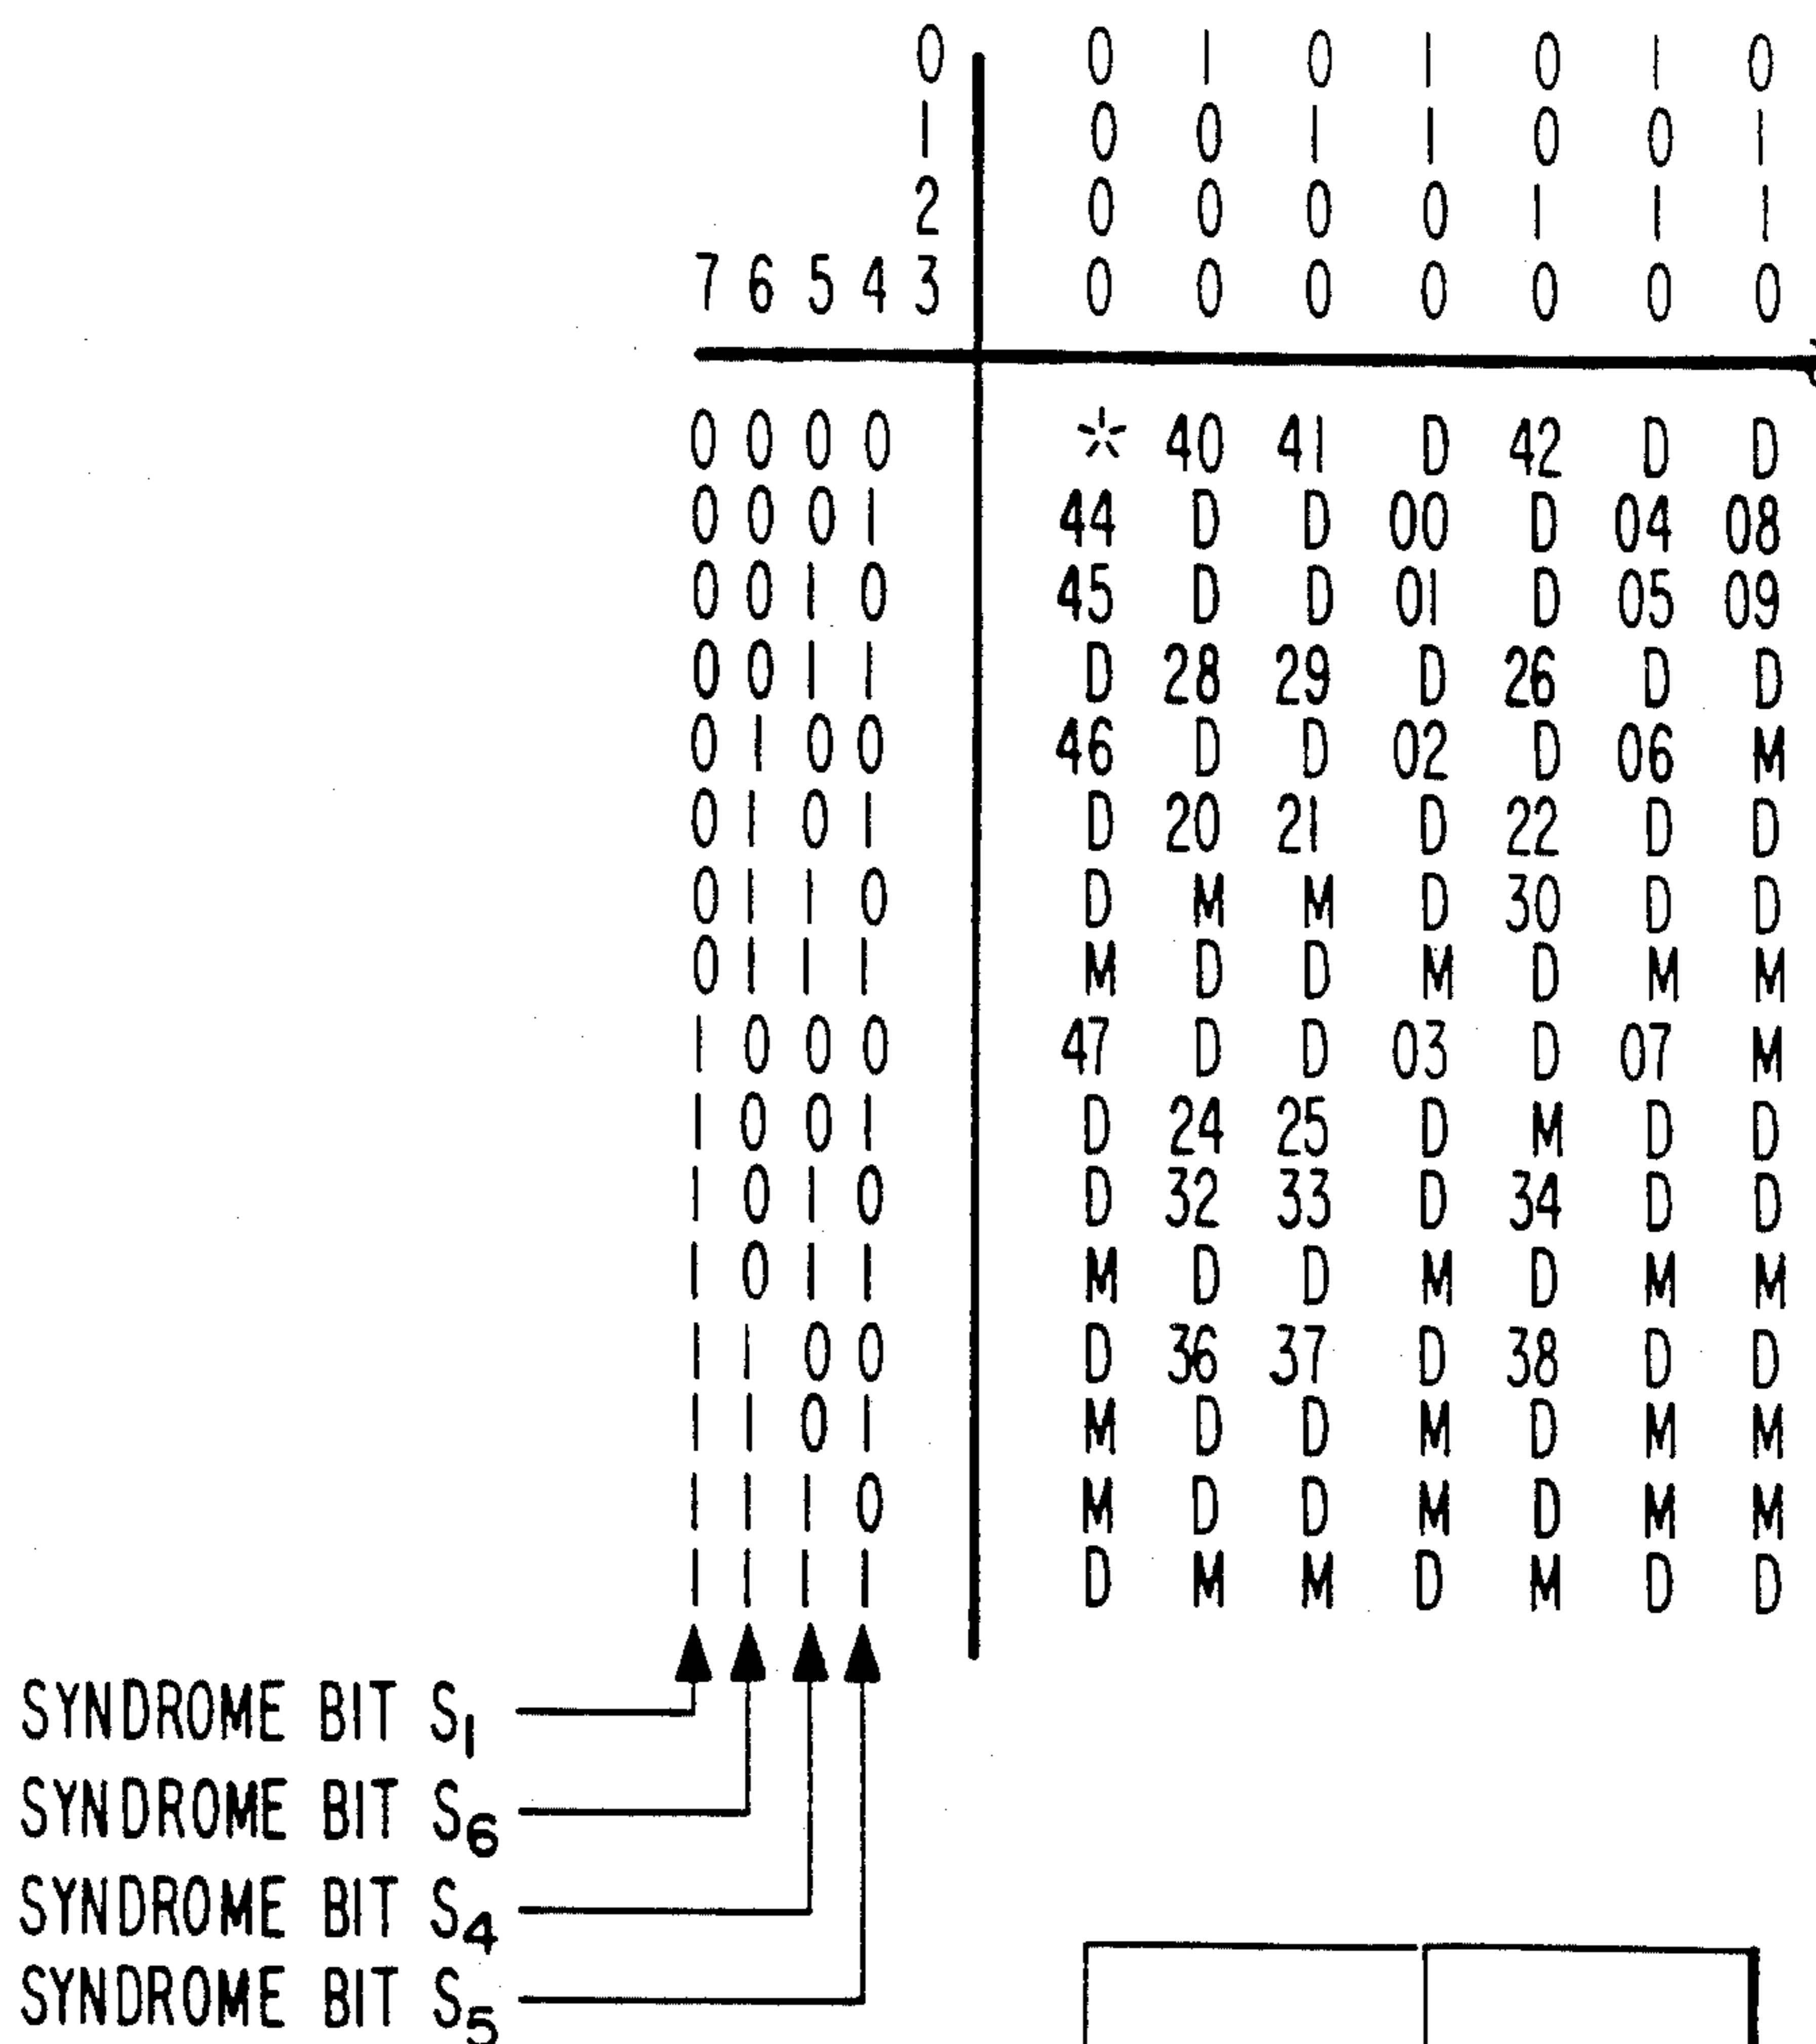 0 0 1 0 1 0 1 0
1 0 0 1 1 0 0 1
2 0 0 0 0 1 1 1
7 6 5 4 3 0 0 0 0 0 0 0
0 0 0 0 * 40 41 D 42 D D
0 0 0 1 44 D D 00 D 04 08
0 0 1 0 45 D D 01 D 05 09
0 0 1 1 D 28 29 D 26 D D
0 1 0 0 46 D D 02 D 06 M
0 1 0 1 D 20 21 D 22 D D
0 1 1 0 D M M D 30 D D
0 1 1 1 M D D M D M M
1 0 0 0 47 D D 03 D 07 M
1 0 0 1 D 24 25 D M D D
1 0 1 0 D 32 33 D 34 D D
1 0 1 1 M D D M D M M
1 1 0 0 D 36 37 D 38 D D
1 1 0 1 M D D M D M M
1 1 1 0 M D D M D M M
1 1 1 1 D M M D M D D
SYNDROME BIT S1
SYNDROME BIT S6
SYNDROME BIT S4
SYNDROME BIT S5